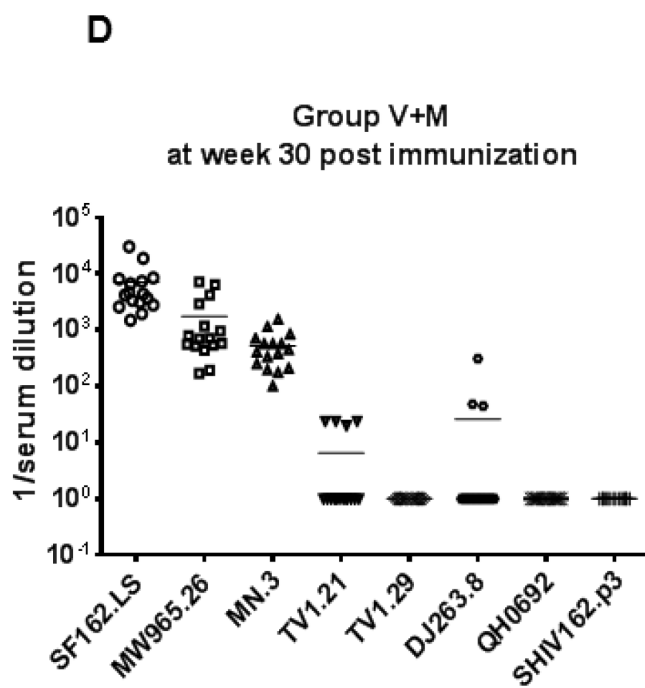 D
Group V+M
at week 30 post immunization
1/serum dilution
10^5
10^4
10^3
10^2
10^1
10^0
10^-1
SF162.LS
MW965.26
MN.3
TV1.21
TV1.29
DJ263.8
QH0692
SHIV162.p3